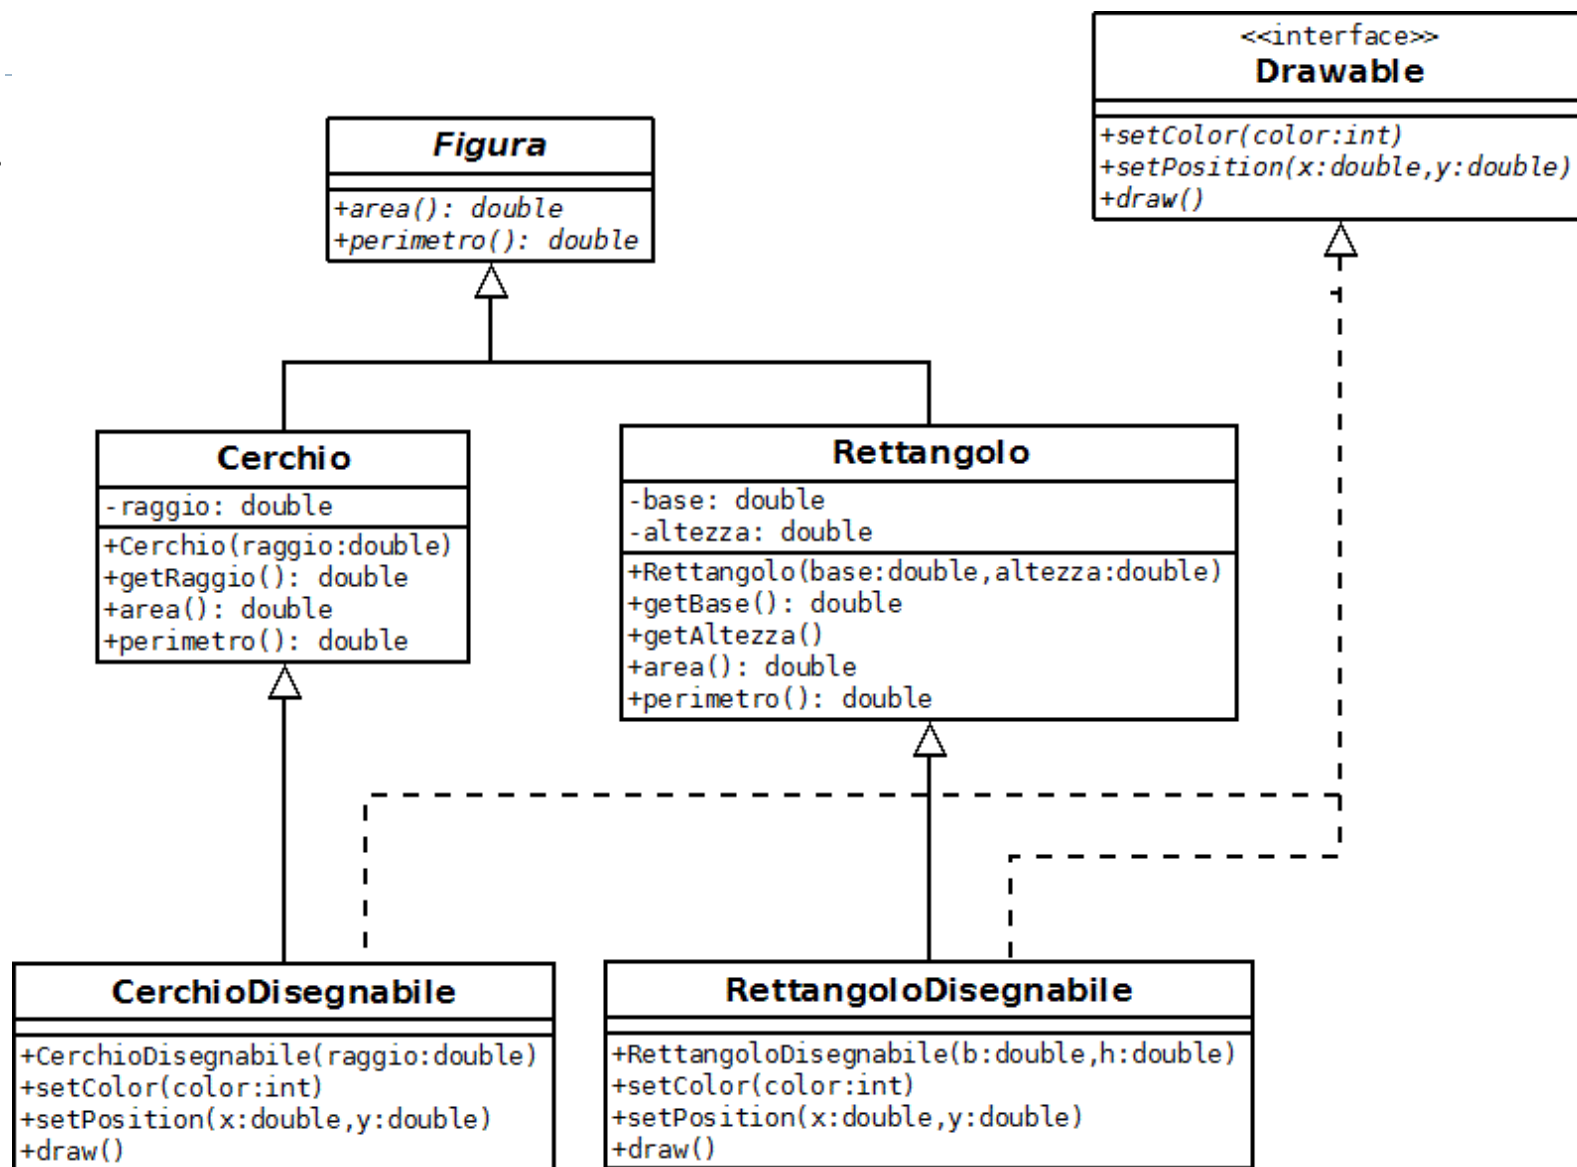 <<interface>>
Drawable
+setColor(color:int)
+setPosition(x:double,y:double)
+draw()
Figura
+area(): double
+perimetro(): double
Cerchio
-raggio: double
+Cerchio(raggio:double)
+getRaggio(): double
+area(): double
+perimetro(): double
Rettangolo
-base: double
-altezza: double
+Rettangolo(base:double,altezza:double)
+getBase(): double
+getAltezza()
+area(): double
+perimetro(): double
CerchioDisegnabile
+CerchioDisegnabile(raggio:double)
+setColor(color:int)
+setPosition(x:double,y:double)
+draw()
RettangoloDisegnabile
+RettangoloDisegnabile(b:double,h:double)
+setColor(color:int)
+setPosition(x:double,y:double)
+draw()